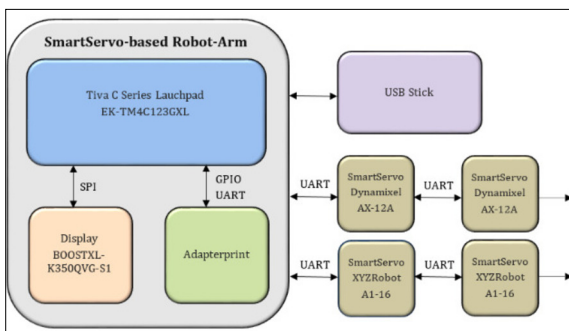 SmartServo-based Robot-Arm
Tiva C Series Lauchpad
EK-TM4C123GXL
SPI
GPIO
UART
Display
BOOSTXL-
K350QVG-S1
Adapterprint
USB Stick
UART
SmartServo
Dynamixel
AX-12A
UART
SmartServo
Dynamixel
AX-12A
UART
SmartServo
XYZRobot
A1-16
UART
SmartServo
XYZRobot
A1-16